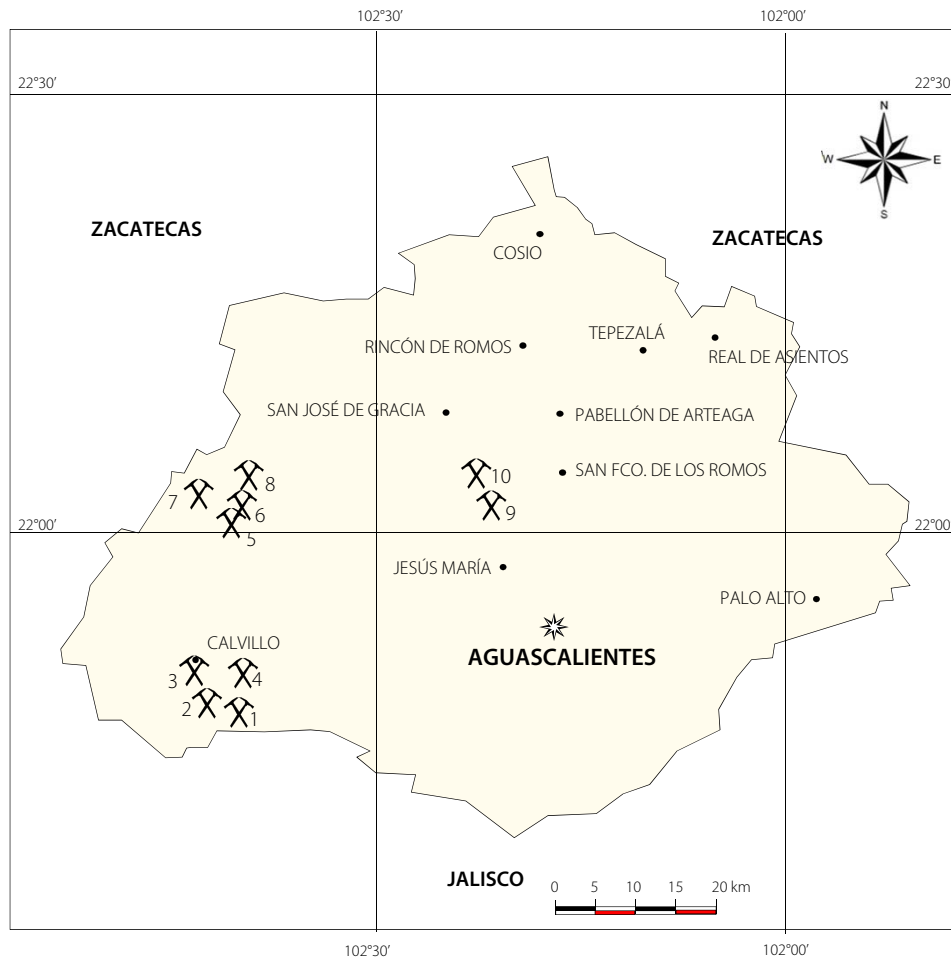 102°30’ 102°00’
22°30’ 22°30’
N
W E
S
ZACATECAS ZACATECAS
COSIO
TEPEZALÁ
RINCÓN DE ROMOS
REAL DE ASIENTOS
SAN JOSÉ DE GRACIA PABELLÓN DE ARTEAGA
SAN FCO. DE LOS ROMOS
8 10
7
6 9
22°00’ 22°00’
5
JESÚS MARÍA
PALO ALTO
CALVILLO
AGUASCALIENTES
3 4
2 1
JALISCO
0 5 10 15 20 km
102°30’ 102°00’